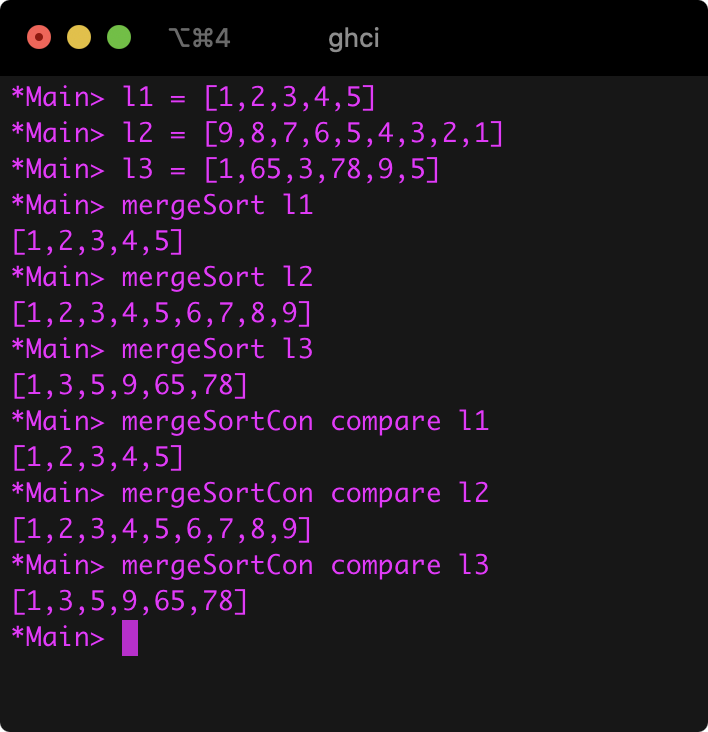 ⌥⌘4 ghci
*Main> l1 = [1,2,3,4,5]
*Main> l2 = [9,8,7,6,5,4,3,2,1]
*Main> l3 = [1,65,3,78,9,5]
*Main> mergeSort l1
[1,2,3,4,5]
*Main> mergeSort l2
[1,2,3,4,5,6,7,8,9]
*Main> mergeSort l3
[1,3,5,9,65,78]
*Main> mergeSortCon compare l1
[1,2,3,4,5]
*Main> mergeSortCon compare l2
[1,2,3,4,5,6,7,8,9]
*Main> mergeSortCon compare l3
[1,3,5,9,65,78]
*Main>